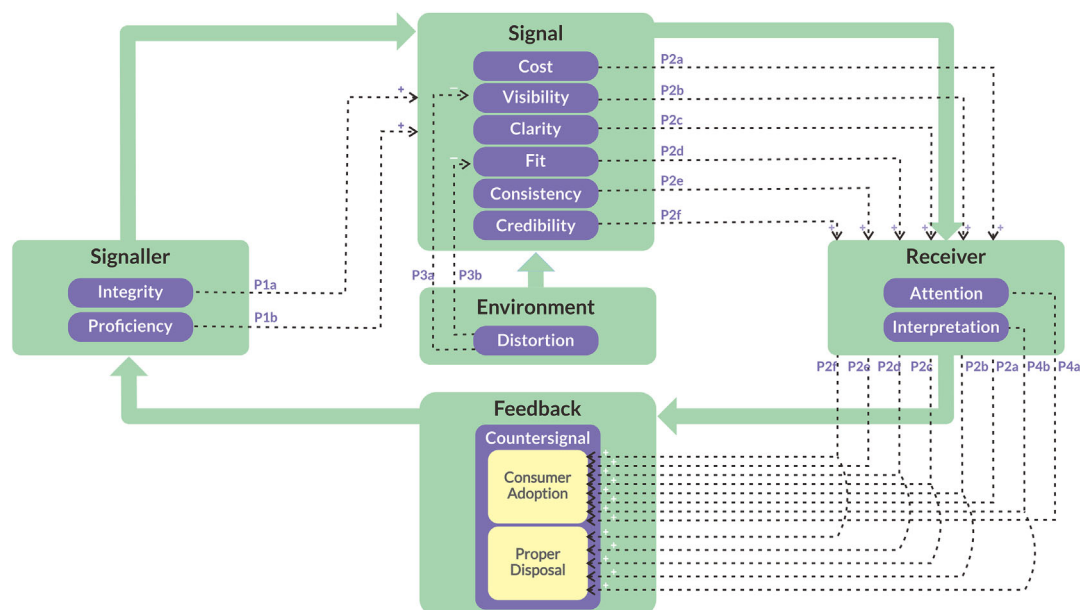 Signal
Cost
Visibility
Clarity
Fit
Consistency
Credibility
P2a
P2b
P2c
P2d
P2e
P2f
+
+
−
−
+ + + + + +
Signaller
Integrity
Proficiency
P1a
P1b
P3a P3b
Environment
Distortion
Receiver
Attention
Interpretation
P2f P2e P2d P2c P2b P2a P4b P4a
Feedback
Countersignal
Consumer
Adoption
Proper
Disposal